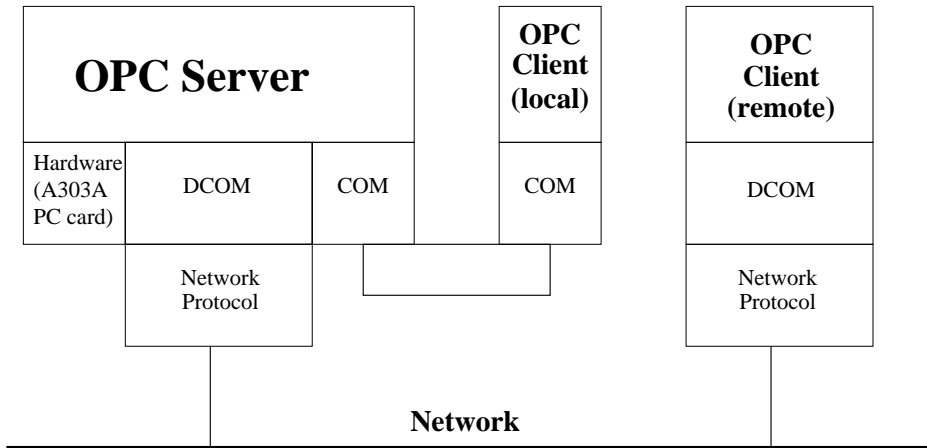 OPC Server
OPC
Client
(local)
OPC
Client
(remote)
Hardware
(A303A
PC card)
DCOM
COM
COM
DCOM
Network
Protocol
Network
Protocol
Network